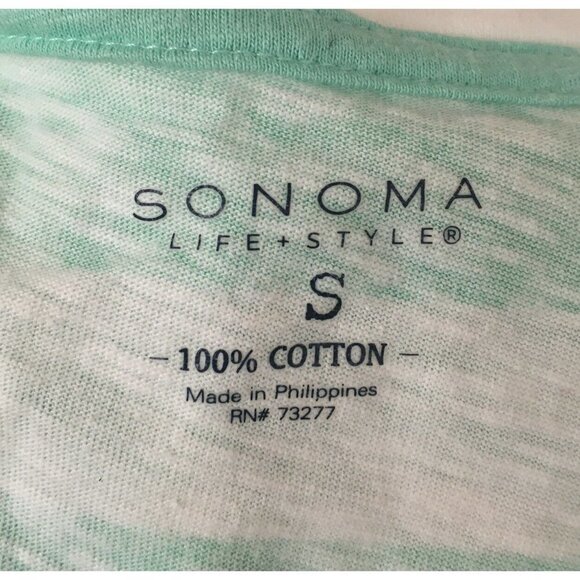 SONOMA
LIFE + STYLE®
S
- 100% COTTON -
Made in Philippines
RN# 73277